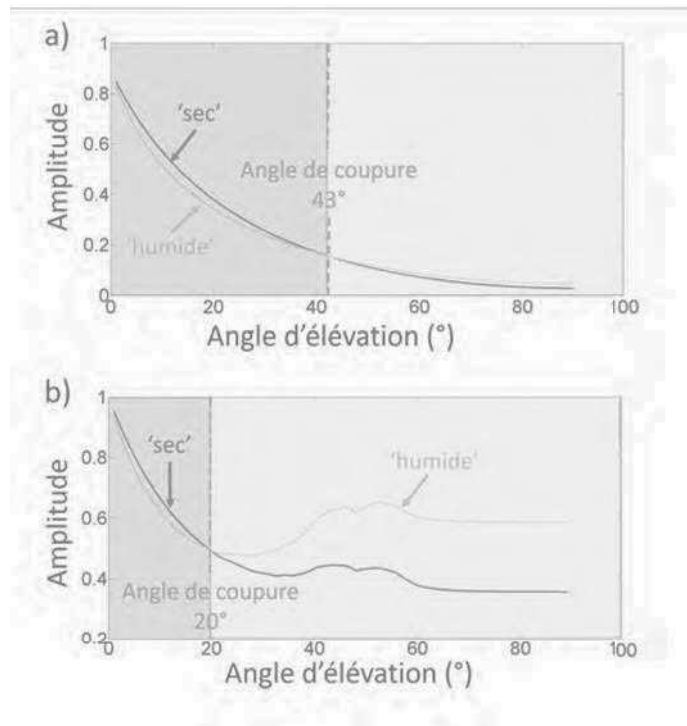 a)
1
0.8
0.6
0.4
0.2
0
Amplitude
'sec'
Angle de coupure
43°
'humide'
0 20 40 60 80 100
Angle d'élévation (°)
b)
1
0.8
0.6
0.4
0.2
Amplitude
'sec'
'humide'
Angle de coupure
20°
0 20 40 60 80 100
Angle d'élévation (°)